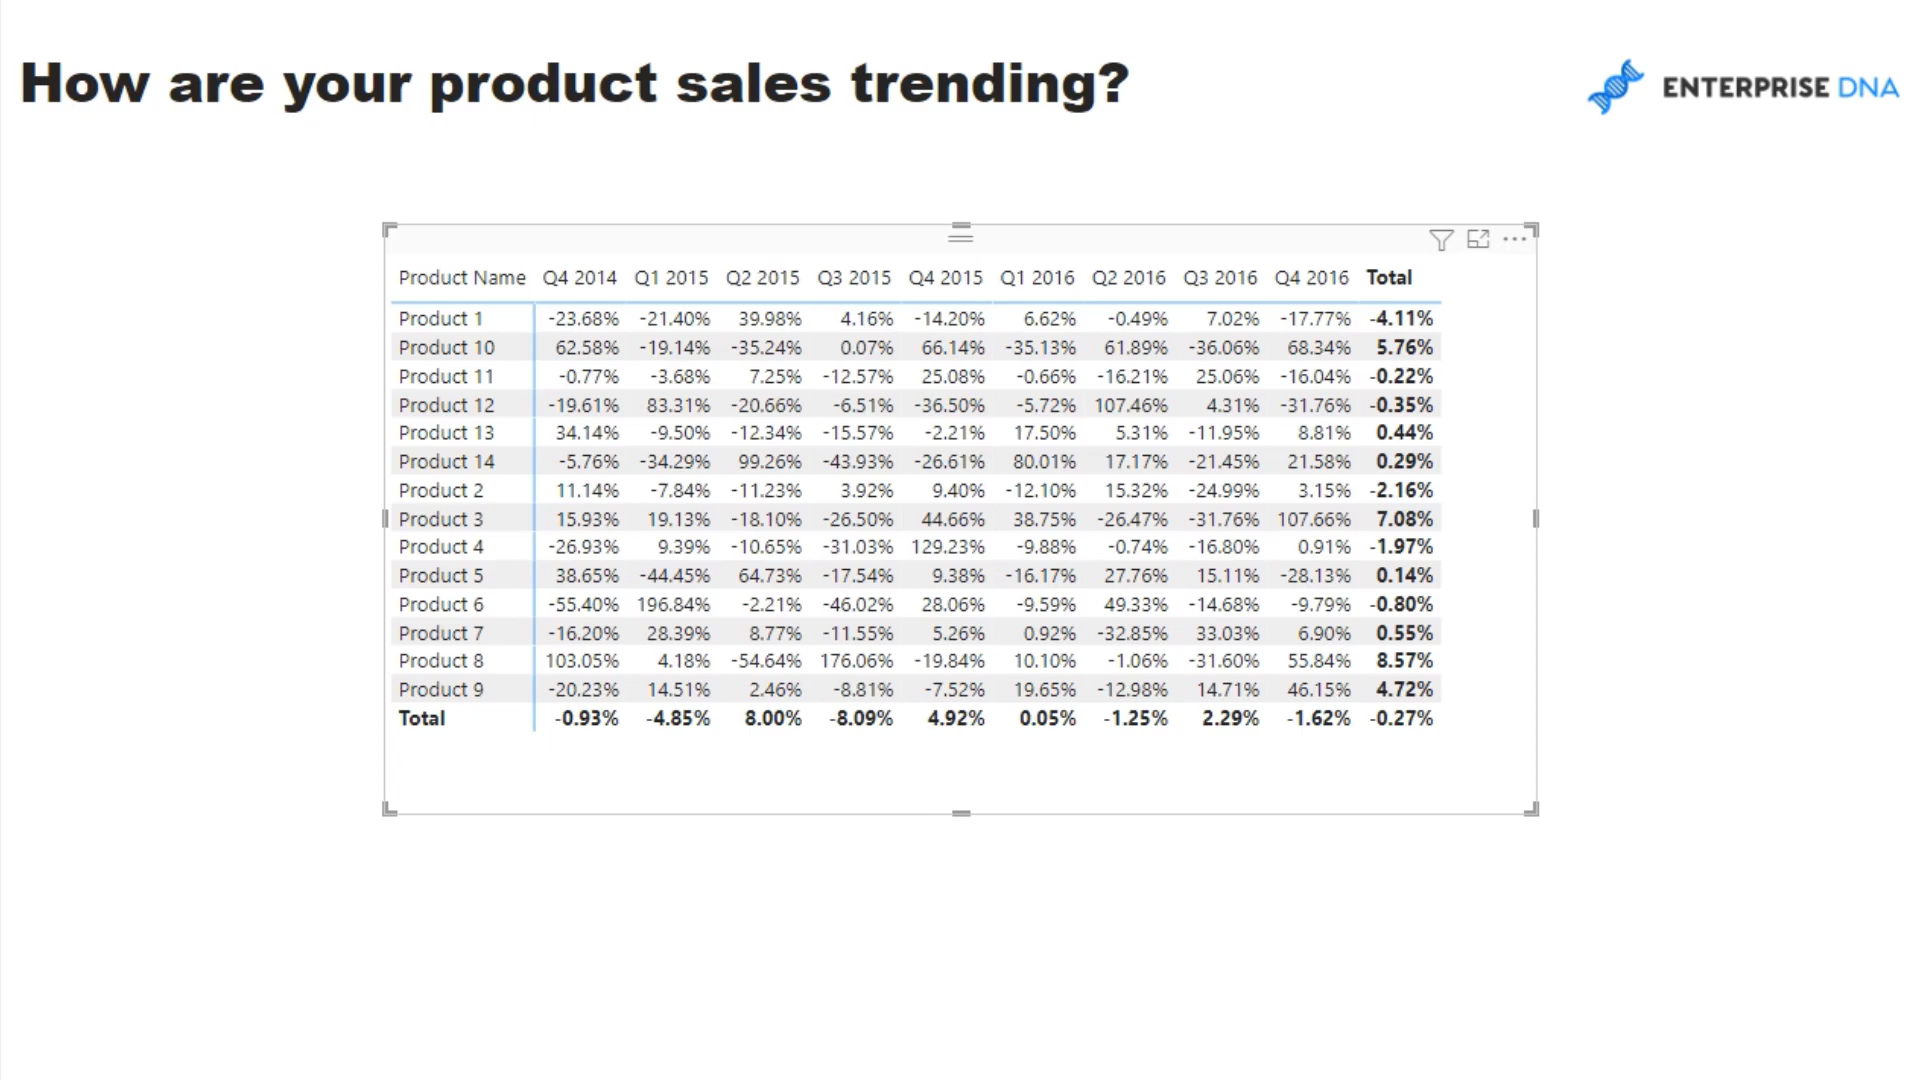 How are your product sales trending?
ENTERPRISE DNA
Product Name Q4 2014 Q1 2015 Q2 2015 Q3 2015 Q4 2015 Q1 2016 Q2 2016 Q3 2016 Q4 2016 Total
Product 1 -23.68% -21.40% 39.98% 4.16% -14.20% 6.62% -0.49% 7.02% -17.77% -4.11%
Product 10 62.58% -19.14% -35.24% 0.07% 66.14% -35.13% 61.89% -36.06% 68.34% 5.76%
Product 11 -0.77% -3.68% 7.25% -12.57% 25.08% -0.66% -16.21% 25.06% -16.04% -0.22%
Product 12 -19.61% 83.31% -20.66% -6.51% -36.50% -5.72% 107.46% 4.31% -31.76% -0.35%
Product 13 34.14% -9.50% -12.34% -15.57% -2.21% 17.50% 5.31% -11.95% 8.81% 0.44%
Product 14 -5.76% -34.29% 99.26% -43.93% -26.61% 80.01% 17.17% -21.45% 21.58% 0.29%
Product 2 11.14% -7.84% -11.23% 3.92% 9.40% -12.10% 15.32% -24.99% 3.15% -2.16%
Product 3 15.93% 19.13% -18.10% -26.50% 44.66% 38.75% -26.47% -31.76% 107.66% 7.08%
Product 4 -26.93% 9.39% -10.65% -31.03% 129.23% -9.88% -0.74% -16.80% 0.91% -1.97%
Product 5 38.65% -44.45% 64.73% -17.54% 9.38% -16.17% 27.76% 15.11% -28.13% 0.14%
Product 6 -55.40% 196.84% -2.21% -46.02% 28.06% -9.59% 49.33% -14.68% -9.79% -0.80%
Product 7 -16.20% 28.39% 8.77% -11.55% 5.26% 0.92% -32.85% 33.03% 6.90% 0.55%
Product 8 103.05% 4.18% -54.64% 176.06% -19.84% 10.10% -1.06% -31.60% 55.84% 8.57%
Product 9 -20.23% 14.51% 2.46% -8.81% -7.52% 19.65% -12.98% 14.71% 46.15% 4.72%
Total -0.93% -4.85% 8.00% -8.09% 4.92% 0.05% -1.25% 2.29% -1.62% -0.27%